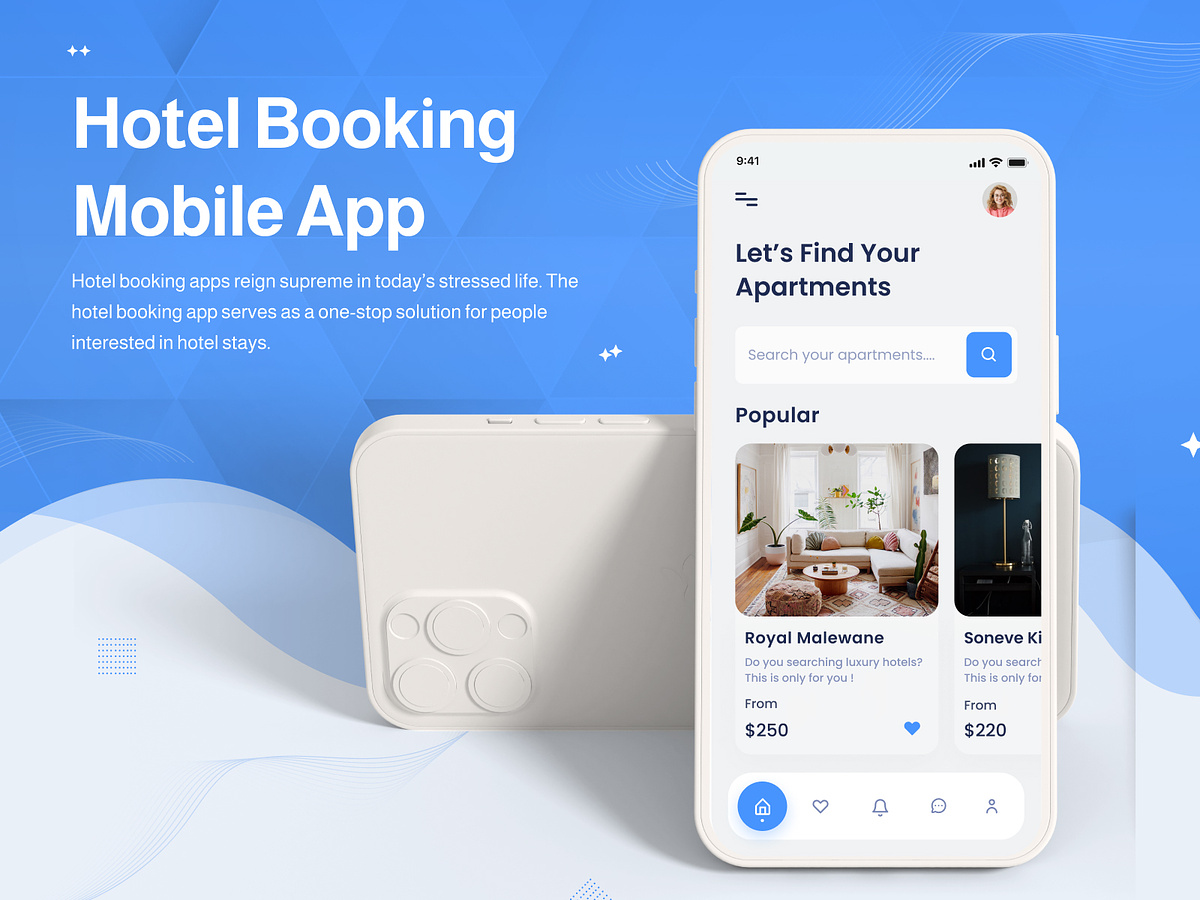 Hotel Booking
Mobile App
Hotel booking apps reign supreme in today's stressed life. The
hotel booking app serves as a one-stop solution for people
interested in hotel stays.
9:41
Let's Find Your
Apartments
Search your apartments....
Popular
Royal Malewane
Do you searching luxury hotels?
This is only for you !
From
$250
Soneve Ki
Do you search
This is only for
From
$220